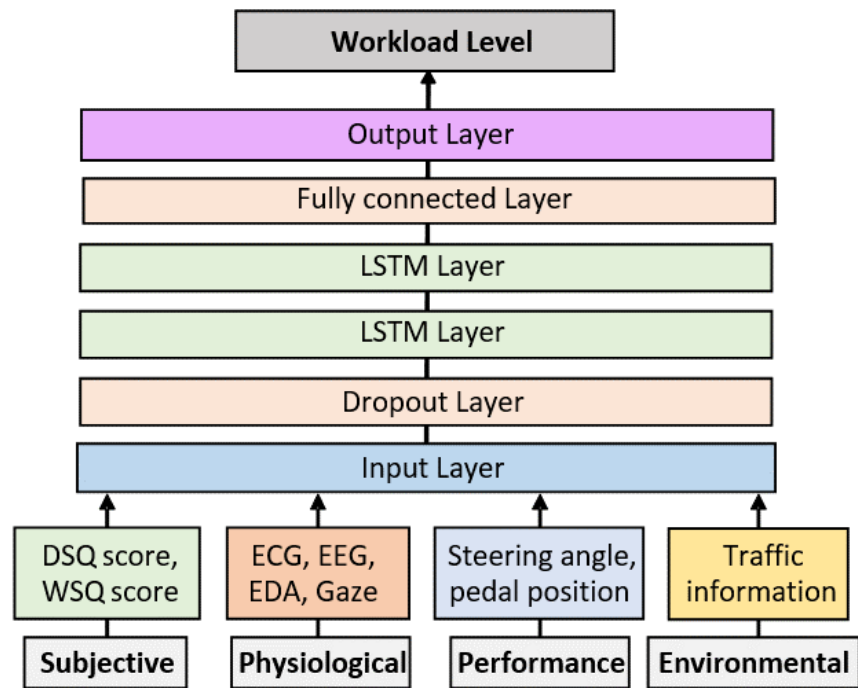 Workload Level
Output Layer
Fully connected Layer
LSTM Layer
LSTM Layer
Dropout Layer
Input Layer
DSQ score,
WSQ score
ECG, EEG,
EDA, Gaze
Steering angle,
pedal position
Traffic
information
Subjective
Physiological
Performance
Environmental